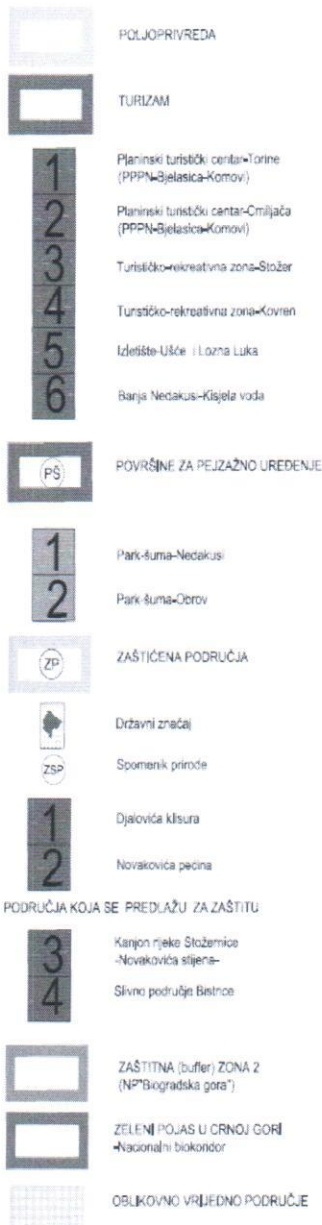 POLJOPRIVREDA
TURIZAM
1 Planinski turistički centar-Torine
(PPPN-Bjelasica-Komovi)
2 Planinski turistički centar-Cmiljača
(PPPN-Bjelasica-Komovi)
3 Turističko-rekreativna zona-Stožer
4 Turističko-rekreativna zona-Kovren
5 Izletište-Ušće i Lozna Luka
6 Banja Nedakusi-Kisjela voda
PŠ POVRŠINE ZA PEJZAŽNO UREĐENJE
1 Park-šuma-Nedakusi
2 Park-šuma-Obrov
ZP ZAŠTIĆENA PODRUČJA
Državni značaj
ZSP Spomenik prirode
1 Djalovića klisura
2 Novakovića pećina
PODRUČJA KOJA SE PREDLAŽU ZA ZAŠTITU
3 Kanjon rijeke Stožernice
-Novakovića stijena-
4 Slivno područje Bistrice
ZAŠTITNA (buffer) ZONA 2
(NP"Biogradska gora")
ZELENI POJAS U CRNOJ GORI
-Nacionalni biokoridor
OBLIKOVNO VRIJEDNO PODRUČJE